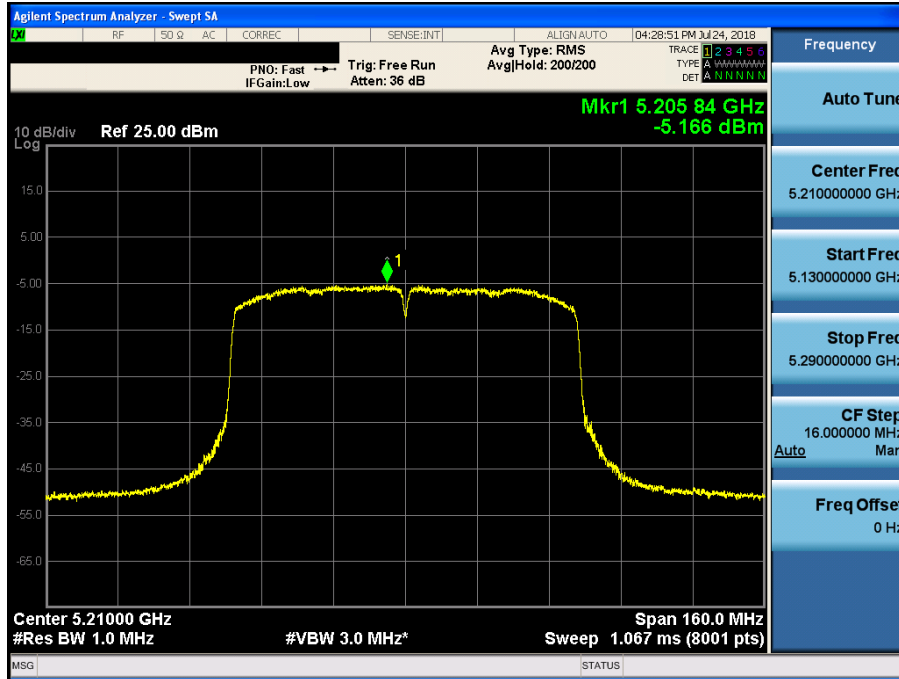 Agilent Spectrum Analyzer - Swept SA
LXI RF 50 Ω AC CORREC SENSE:INT ALIGN AUTO 04:28:51 PM Jul 24, 2018
PNO: Fast
IFGain:Low
Trig: Free Run
Atten: 36 dB
Avg Type: RMS
Avg|Hold: 200/200
TRACE 1 2 3 4 5 6
TYPE A
DET A N N N N N
Mkr1 5.205 84 GHz
-5.166 dBm
10 dB/div Ref 25.00 dBm
Log
15.0
5.00
-5.00
-15.0
-25.0
-35.0
-45.0
-55.0
-65.0
1
Center 5.21000 GHz Span 160.0 MHz
#Res BW 1.0 MHz #VBW 3.0 MHz* Sweep 1.067 ms (8001 pts)
MSG STATUS
Frequency
Auto Tune
Center Freq
5.210000000 GHz
Start Freq
5.130000000 GHz
Stop Freq
5.290000000 GHz
CF Step
16.000000 MHz
Auto Man
Freq Offset
0 Hz